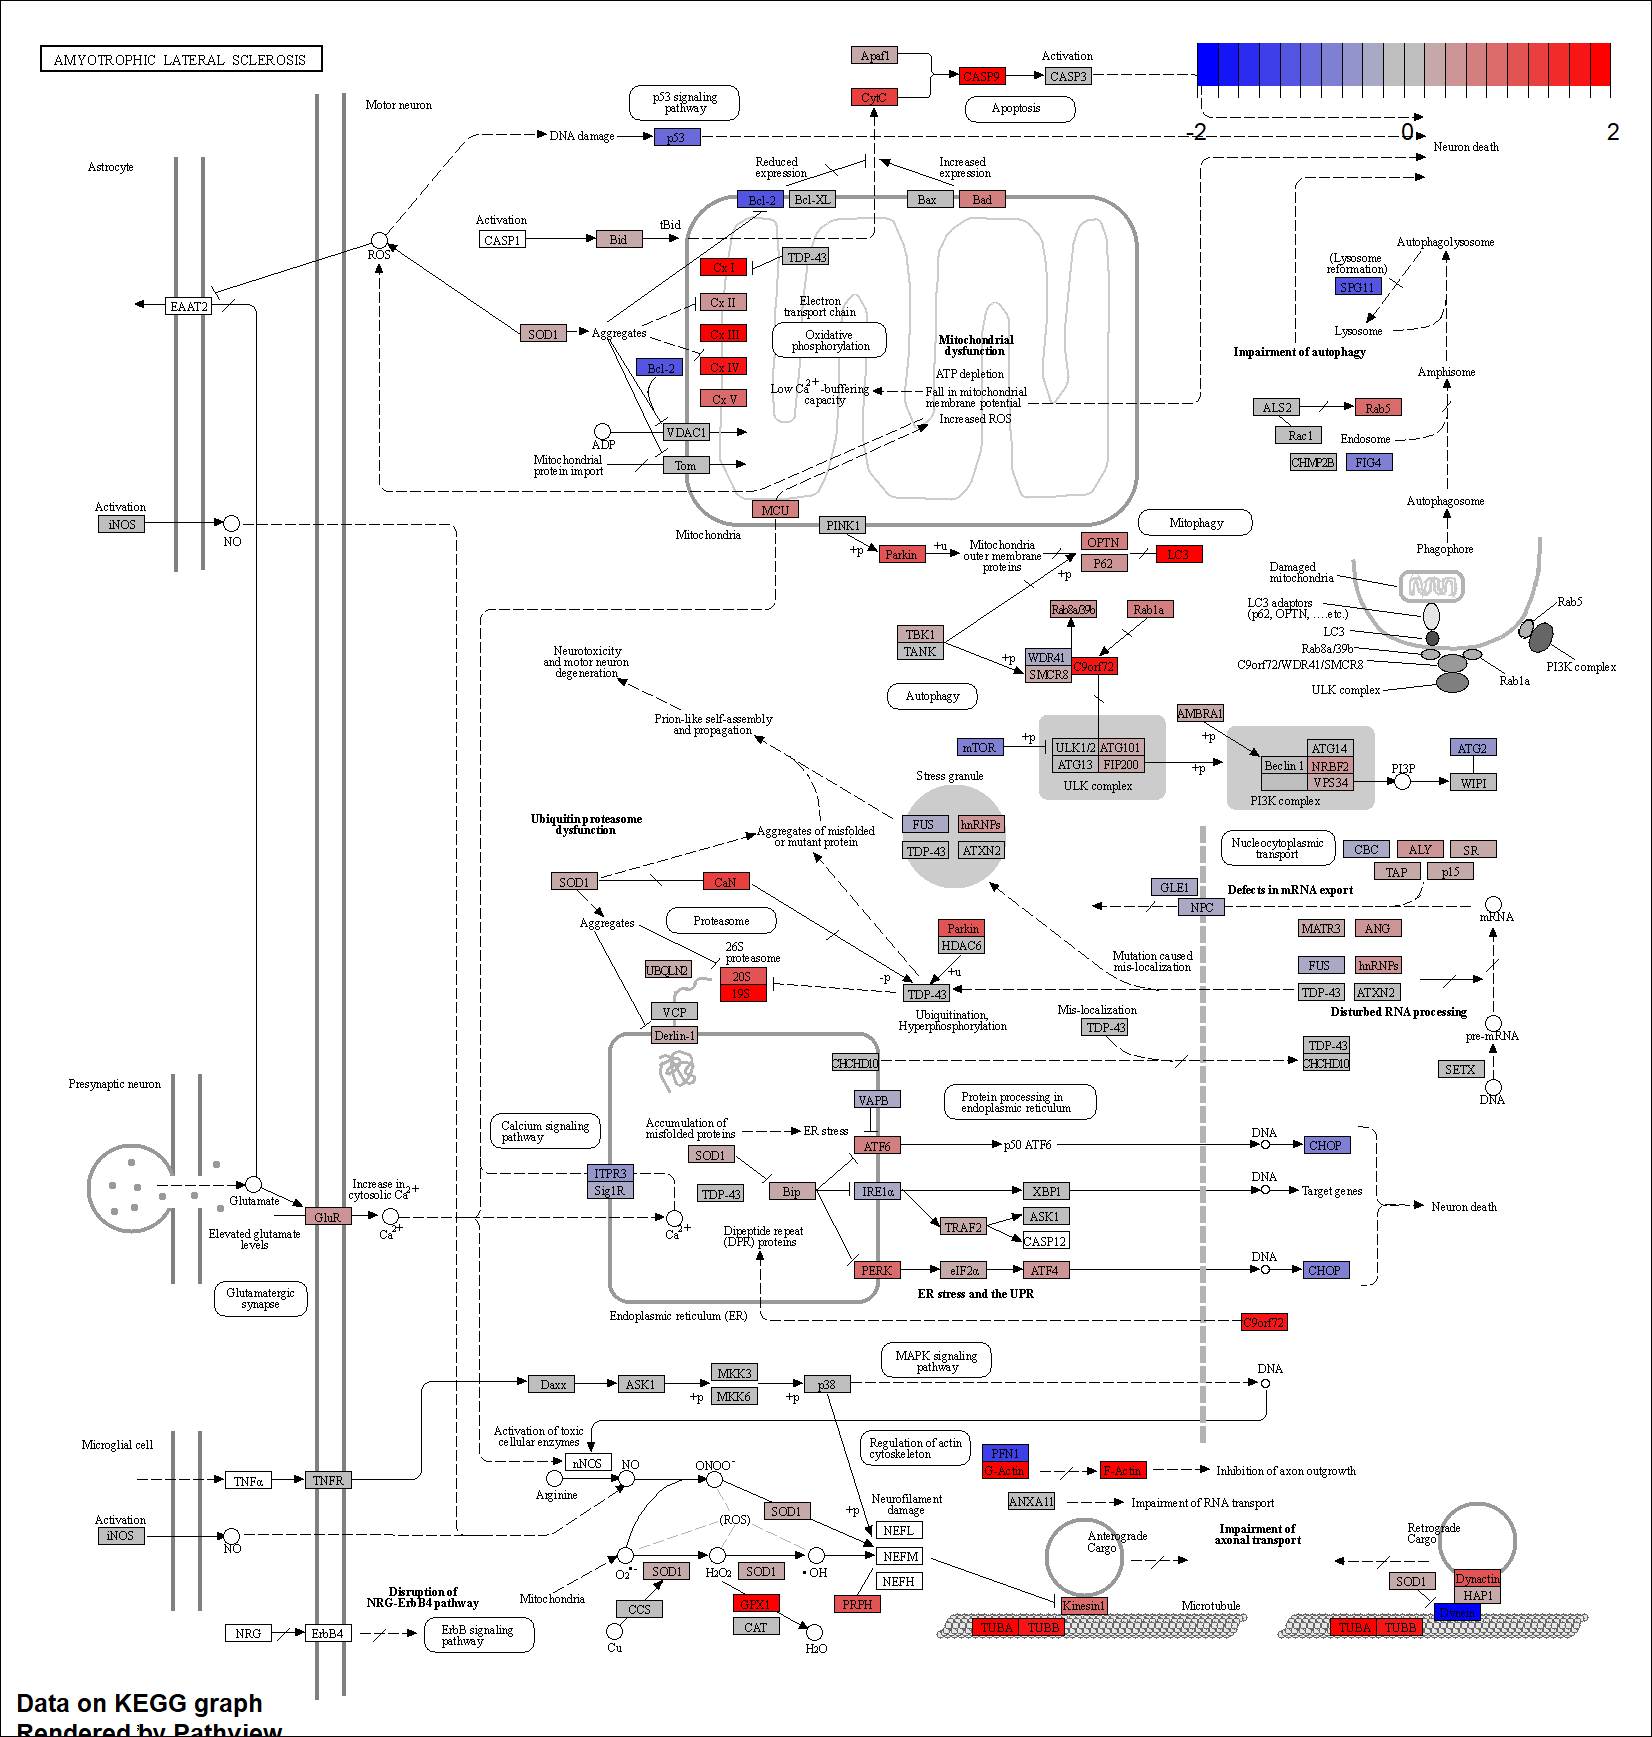 AMYOTROPHIC LATERAL SCLEROSIS
-2
0
2
Apaf1
CytC
CASP9
Activation
CASP3
Apoptosis
p53 signaling
pathway
Motor neuron
DNA damage
p53
Neuron death
Astrocyte
Reduced
expression
Increased
expression
Bcl-2
Bcl-XL
Bax
Bad
Activation
CASP1
Bid
tBid
ROS
EAAT2
TDP-43
Cx I
Cx II
Cx III
Cx IV
Cx V
Electron
transport chain
Oxidative
phosphorylation
Mitochondrial
dysfunction
ATP depletion
Fall in mitochondrial
membrane potential
Increased ROS
Low Ca2+-buffering
capacity
SOD1
Aggregates
Bcl-2
ADP
VDAC1
Mitochondrial
protein import
Tom
MCU
Mitochondria
Autophagolysosome
(Lysosome
reformation)
SPG11
Lysosome
Impairment of autophagy
Amphisome
ALS2
Rab5
Rac1
Endosome
CHMP2B
FIG4
Autophagosome
Phagophore
Activation
iNOS
NO
PINK1
+p
Parkin
+u
Mitochondria
outer membrane
proteins
+p
OPTN
P62
LC3
Mitophagy
Damaged
mitochondria
LC3 adaptors
(p62, OPTN, ....etc.)
LC3
Rab8a/39b
C9orf72/WDR41/SMCR8
ULK complex
Rab1a
Rab5
PI3K complex
Rab8a/39b
Rab1a
TBK1
TANK
+p
WDR41
SMCR8
C9orf72
Autophagy
Neurotoxicity
and motor neuron
degeneration
Prion-like self-assembly
and propagation
mTOR
+p
ULK1/2
ATG101
ATG13
FIP200
ULK complex
+p
AMBRA1
+p
ATG14
Beclin 1
NRBF2
VPS34
PI3K complex
PI3P
ATG2
WIPI
Stress granule
FUS
hnRNPs
TDP-43
ATXN2
Ubiquitin proteasome
dysfunction
Aggregates of misfolded
or mutant protein
SOD1
CaN
Aggregates
Proteasome
26S
proteasome
UBQLN2
20S
19S
VCP
Derlin-1
Parkin
HDAC6
+u
-p
TDP-43
Ubiquitination,
Hyperphosphorylation
Nucleocytoplasmic
transport
CBC
ALY
SR
TAP
p15
GLE1
NPC
Defects in mRNA export
mRNA
MATR3
ANG
FUS
hnRNPs
TDP-43
ATXN2
Mutation caused
mis-localization
Disturbed RNA processing
pre-mRNA
SETX
DNA
Mis-localization
TDP-43
TDP-43
CHCHD10
CHCHD10
Presynaptic neuron
Glutamate
Elevated glutamate
levels
Glutamatergic
synapse
GluR
Increase in
cytosolic Ca2+
Ca2+
Calcium signaling
pathway
ITPR3
Sig1R
Ca2+
VAPB
Protein processing in
endoplasmic reticulum
Accumulation of
misfolded proteins
ER stress
SOD1
TDP-43
Bip
ATF6
p50 ATF6
DNA
CHOP
IRE1α
XBP1
DNA
Target genes
TRAF2
ASK1
CASP12
Neuron death
Dipeptide repeat
(DPR) proteins
PERK
eIF2α
ATF4
DNA
CHOP
ER stress and the UPR
Endoplasmic reticulum (ER)
C9orf72
MAPK signaling
pathway
Daxx
ASK1
+p
MKK3
MKK6
+p
p38
DNA
Microglial cell
TNFα
TNFR
Activation
iNOS
NO
Activation of toxic
cellular enzymes
nNOS
Arginine
NO
ONOO-
(ROS)
SOD1
+p
Neurofilament
damage
NEFL
NEFM
NEFH
PRPH
O2•-
SOD1
H2O2
SOD1
•OH
CCS
Cu
GPX1
CAT
H2O
Mitochondria
Disruption of
NRG-ErbB4 pathway
NRG
ErbB4
ErbB signaling
pathway
Regulation of actin
cytoskeleton
PFN1
G-Actin
F-Actin
Inhibition of axon outgrowth
ANXA11
Impairment of RNA transport
Anterograde
Cargo
Impairment of
axonal transport
Retrograde
Cargo
Kinesin1
TUBA
TUBB
Microtubule
SOD1
Dynactin
HAP1
Dynein
TUBA
TUBB
Data on KEGG graph
Rendered by Pathview